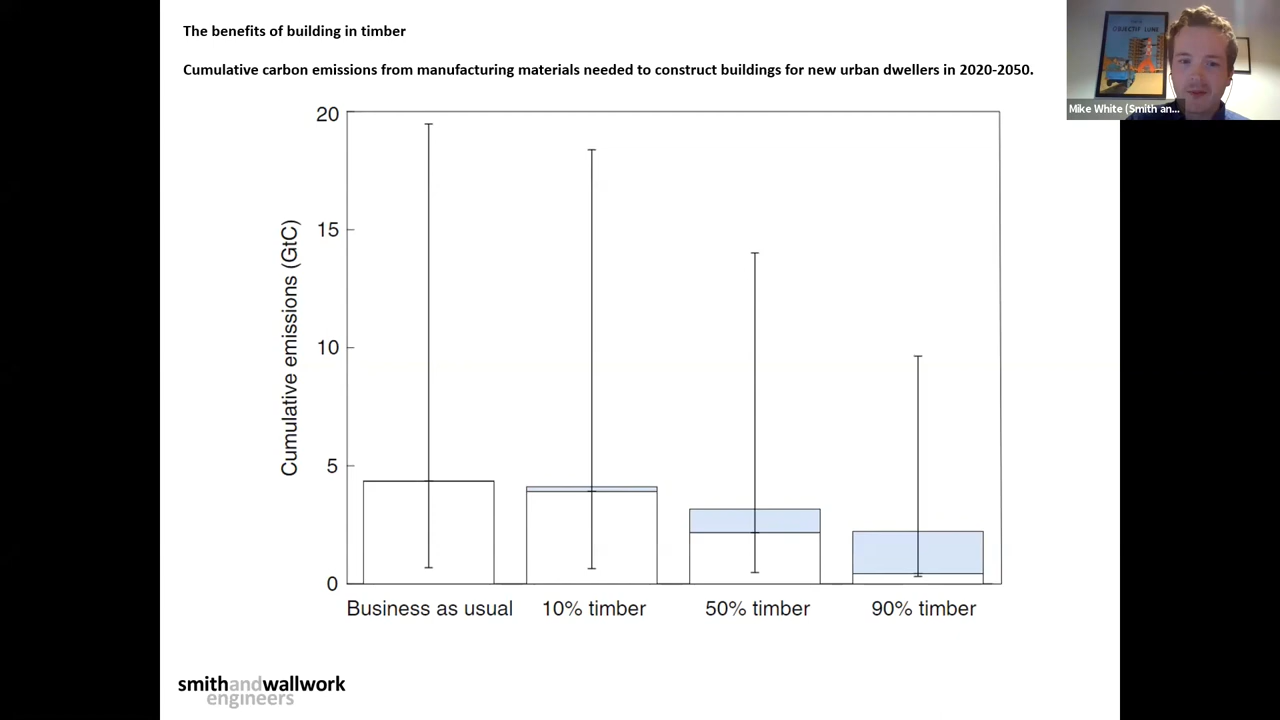 The benefits of building in timber
Cumulative carbon emissions from manufacturing materials needed to construct buildings for new urban dwellers in 2020-2050.
OBJECTIF LUNE
Mike White (Smith an...
20
15
10
5
0
Cumulative emissions (GtC)
Business as usual
10% timber
50% timber
90% timber
smithandwallwork
engineers